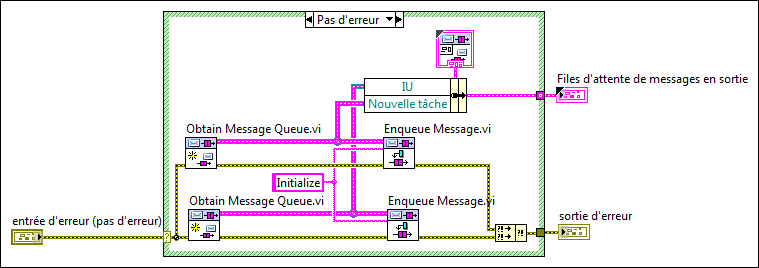 Pas d'erreur
IU
Nouvelle tâche
Files d'attente de messages en sortie
Obtain Message Queue.vi
Enqueue Message.vi
Initialize
Obtain Message Queue.vi
Enqueue Message.vi
entrée d'erreur (pas d'erreur)
sortie d'erreur